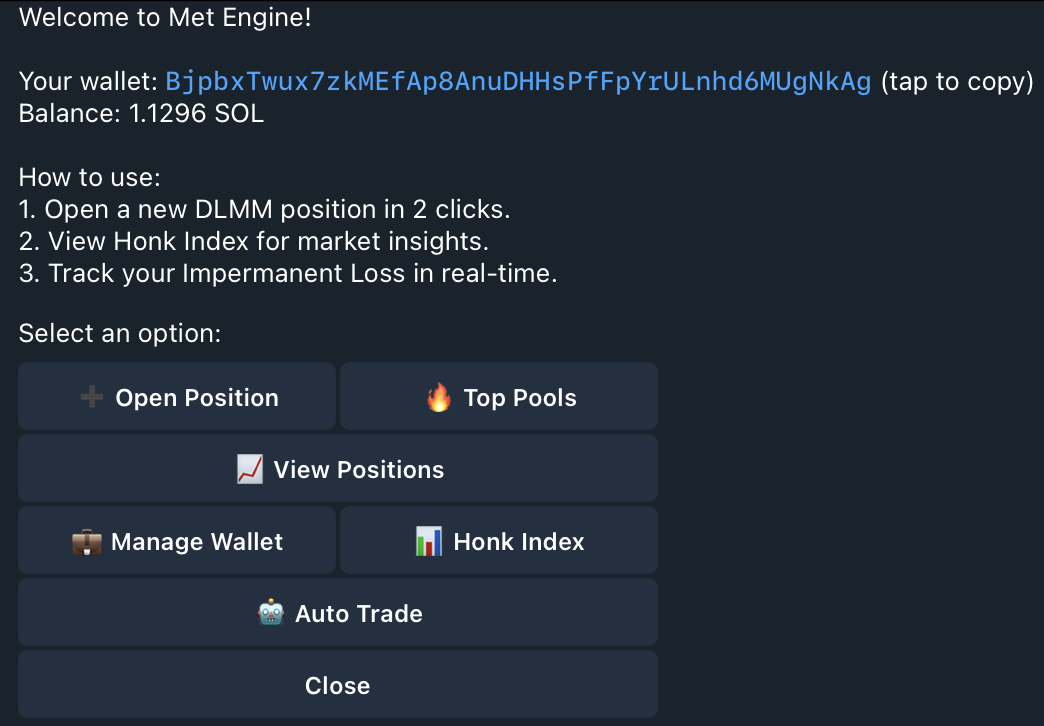 Welcome to Met Engine!
Your wallet: BjpbxTwux7zkMEfAp8AnuDHHsPfFpYrULnhd6MUgNkAg (tap to copy)
Balance: 1.1296 SOL
How to use:
1. Open a new DLMM position in 2 clicks.
2. View Honk Index for market insights.
3. Track your Impermanent Loss in real-time.
Select an option:
➕ Open Position
🔥 Top Pools
📈 View Positions
💼 Manage Wallet
📊 Honk Index
🤖 Auto Trade
Close